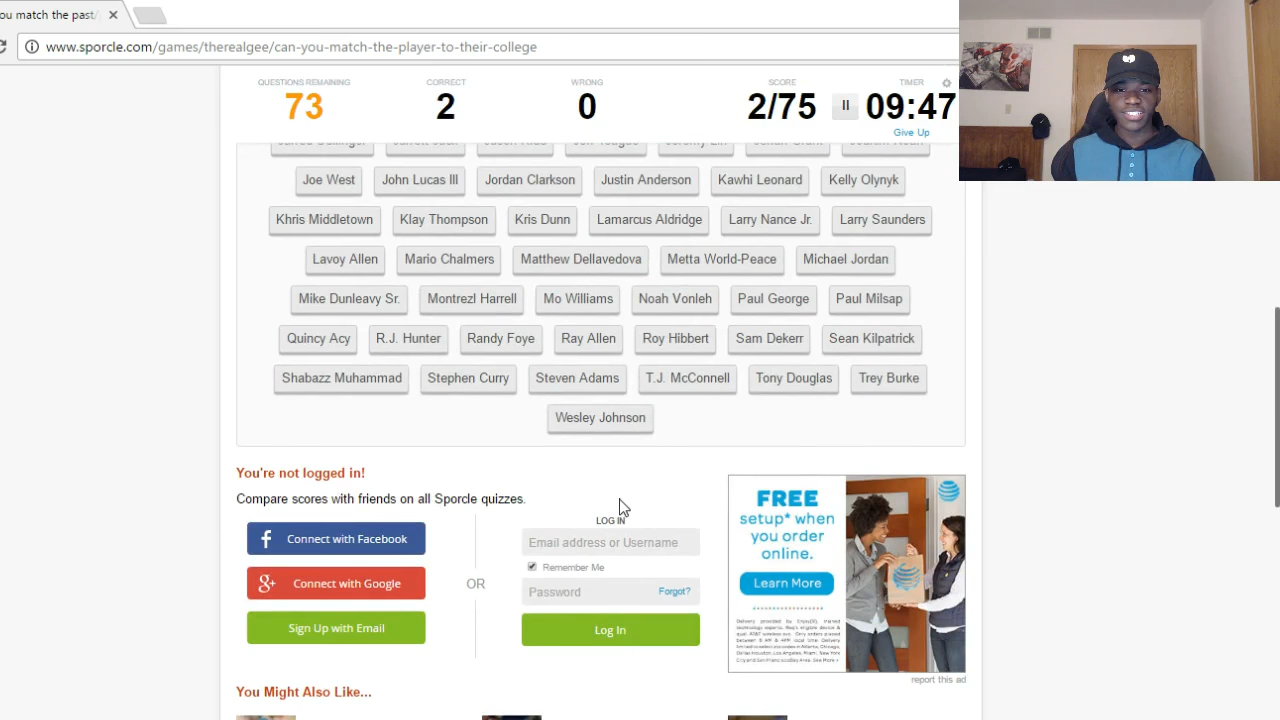 ou match the past/
www.sporcle.com/games/therealgee/can-you-match-the-player-to-their-college
QUESTIONS REMAINING CORRECT WRONG SCORE TIMER
73 2 0 2/75 09:47
Give Up
Joe West John Lucas III Jordan Clarkson Justin Anderson Kawhi Leonard Kelly Olynyk
Khris Middletown Klay Thompson Kris Dunn Lamarcus Aldridge Larry Nance Jr. Larry Saunders
Lavoy Allen Mario Chalmers Matthew Dellavedova Metta World-Peace Michael Jordan
Mike Dunleavy Sr. Montrezl Harrell Mo Williams Noah Vonleh Paul George Paul Milsap
Quincy Acy R.J. Hunter Randy Foye Ray Allen Roy Hibbert Sam Dekerr Sean Kilpatrick
Shabazz Muhammad Stephen Curry Steven Adams T.J. McConnell Tony Douglas Trey Burke
Wesley Johnson
You're not logged in!
Compare scores with friends on all Sporcle quizzes.
Connect with Facebook
Connect with Google
Sign Up with Email
OR
LOG IN
Email address or Username
Remember Me
Password Forgot?
Log In
FREE
setup* when
you order
online.
Learn More
report this ad
You Might Also Like...